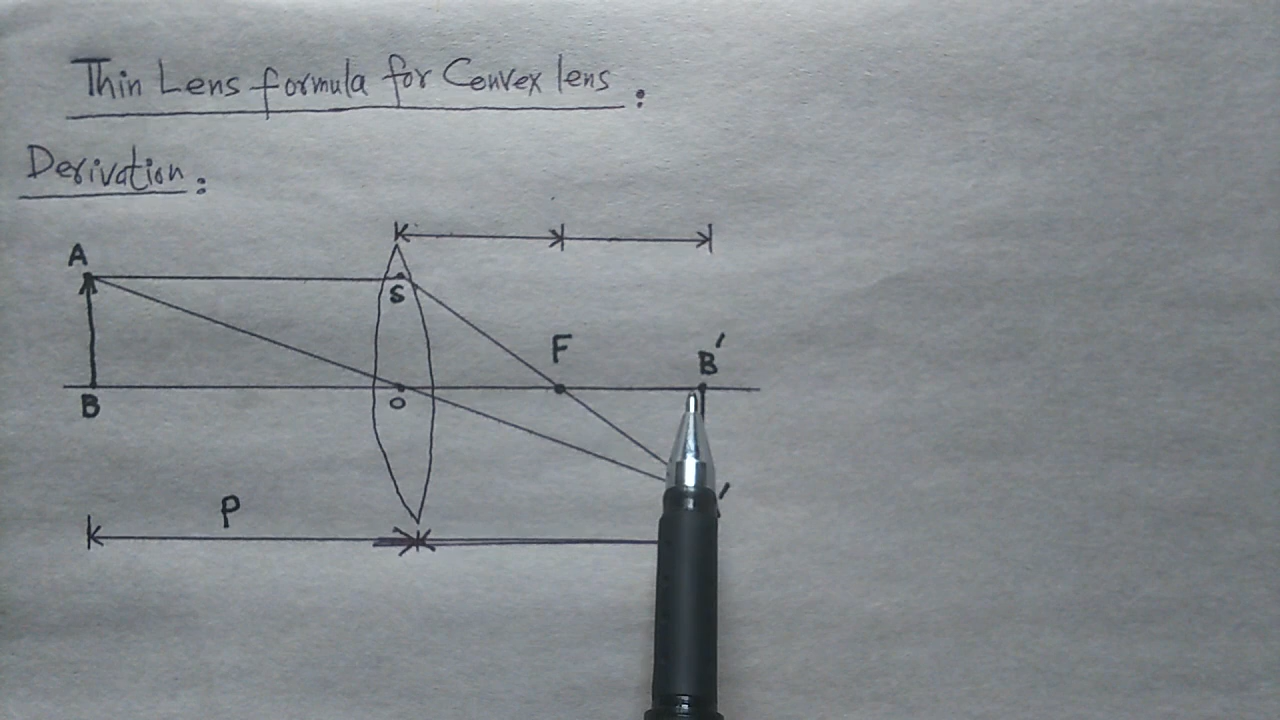 Thin Lens formula for Convex lens :
Derivation :
A
S
F
B′
B
O
′
P